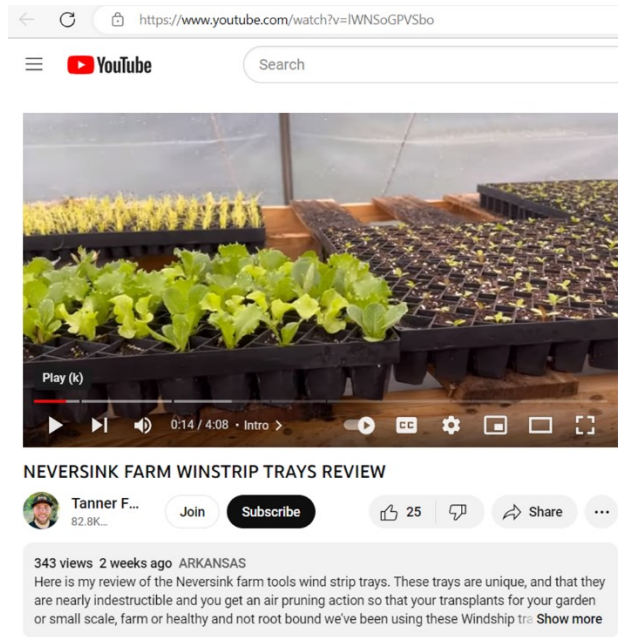 https://www.youtube.com/watch?v=lWNSoGPVSbo
YouTube
Search
Play (k)
0:14 / 4:08 • Intro
CC
NEVERSINK FARM WINSTRIP TRAYS REVIEW
Tanner F...
82.8K...
Join
Subscribe
25
Share
343 views 2 weeks ago ARKANSAS
Here is my review of the Neversink farm tools wind strip trays. These trays are unique, and that they
are nearly indestructible and you get an air pruning action so that your transplants for your garden
or small scale, farm or healthy and not root bound we've been using these Windship tra Show more